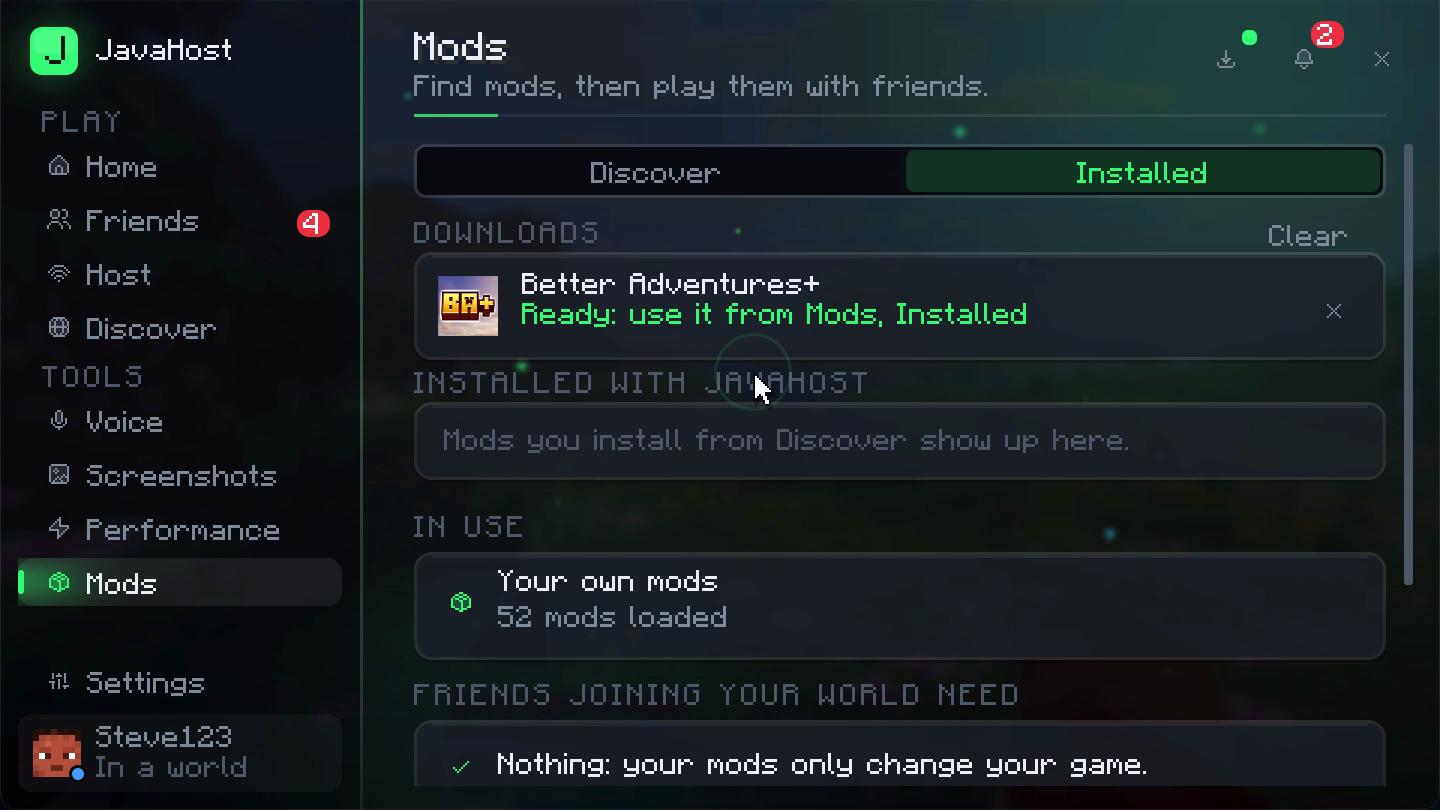 J JavaHost
PLAY
Home
Friends 4
Host
Discover
TOOLS
Voice
Screenshots
Performance
Mods
Settings
Steve123
In a world
Mods
Find mods, then play them with friends.
2
Discover Installed
DOWNLOADS Clear
BA+
Better Adventures+
Ready: use it from Mods, Installed
INSTALLED WITH JAVAHOST
Mods you install from Discover show up here.
IN USE
Your own mods
52 mods loaded
FRIENDS JOINING YOUR WORLD NEED
Nothing: your mods only change your game.